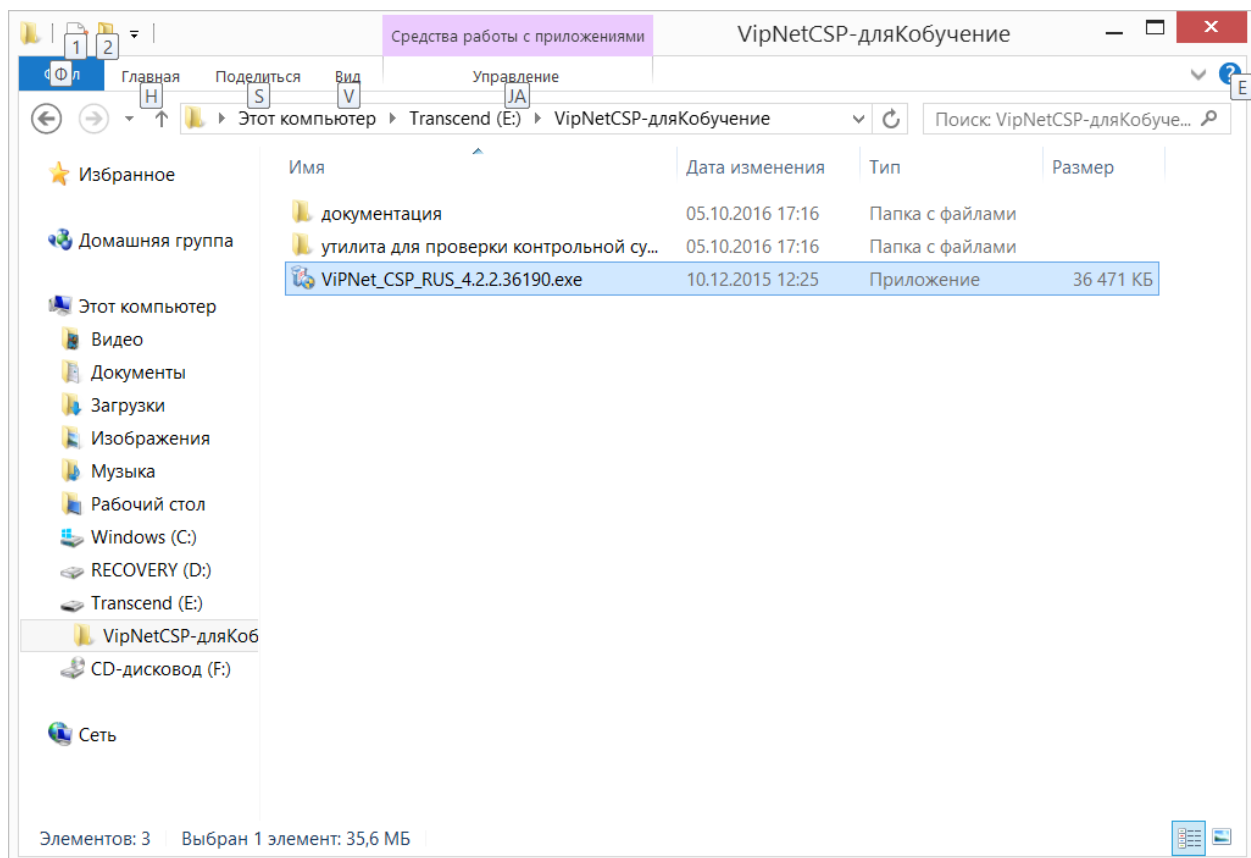 1
2
Средства работы с приложениями
VipNetCSP-дляКобучение
Ф
Главная
Поделиться
Вид
Управление
H
S
V
JA
E
Этот компьютер
Transcend (E:)
VipNetCSP-дляКобучение
Поиск: VipNetCSP-дляКобуче...
Имя
Дата изменения
Тип
Размер
документация
05.10.2016 17:16
Папка с файлами
утилита для проверки контрольной су...
05.10.2016 17:16
Папка с файлами
ViPNet_CSP_RUS_4.2.2.36190.exe
10.12.2015 12:25
Приложение
36 471 КБ
Избранное
Домашняя группа
Этот компьютер
Видео
Документы
Загрузки
Изображения
Музыка
Рабочий стол
Windows (C:)
RECOVERY (D:)
Transcend (E:)
VipNetCSP-дляКоб
CD-дисковод (F:)
Сеть
Элементов: 3
Выбран 1 элемент: 35,6 МБ